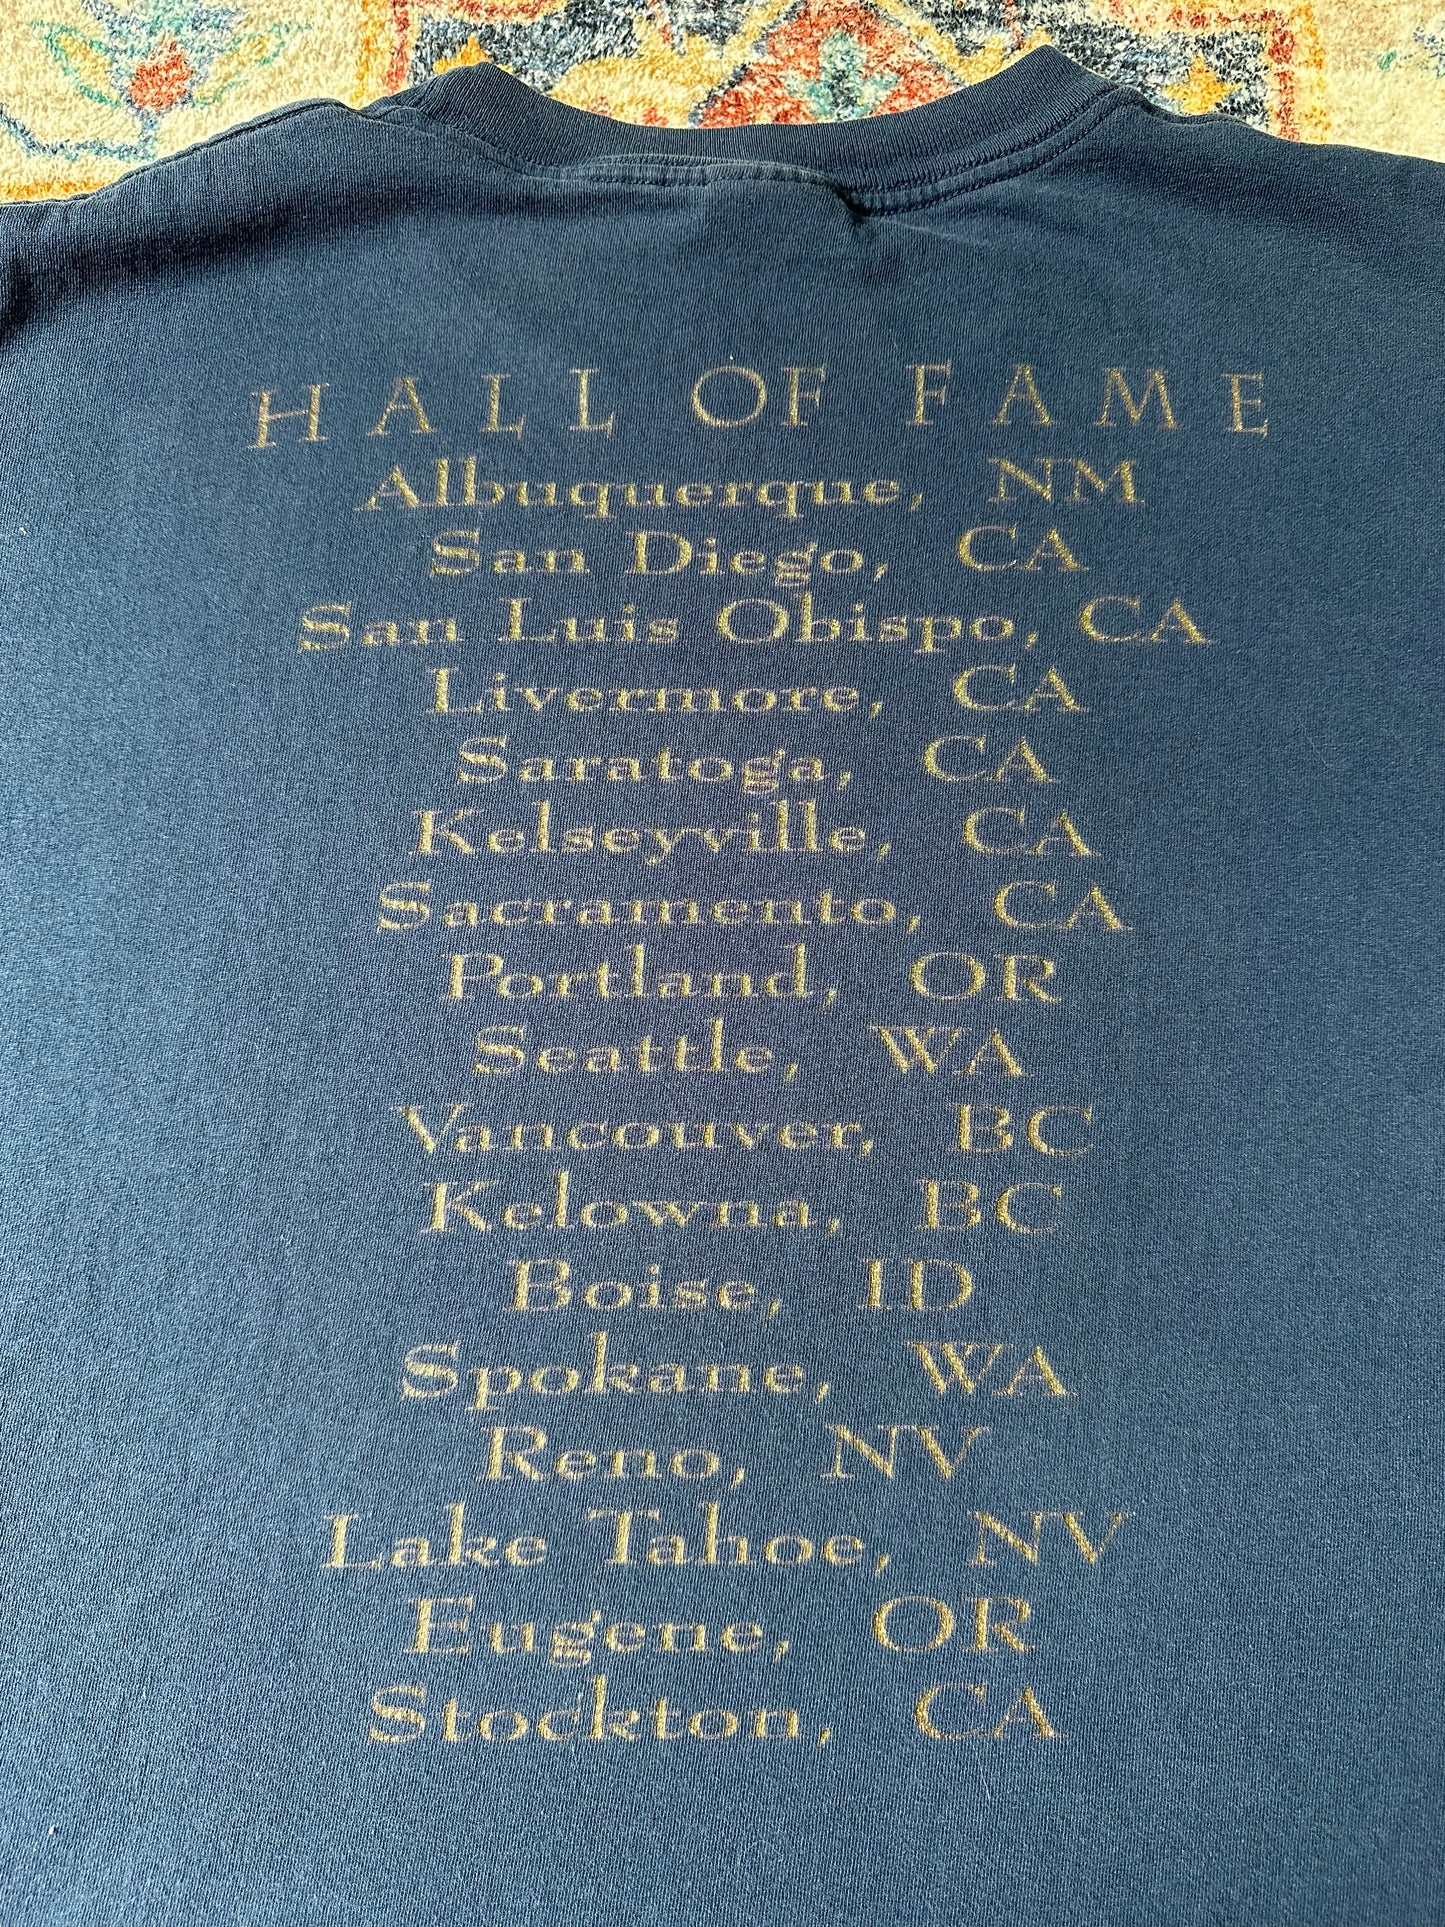 HALL OF FAME
Albuquerque, NM
San Diego, CA
San Luis Obispo, CA
Livermore, CA
Saratoga, CA
Kelseyville, CA
Sacramento, CA
Portland, OR
Seattle, WA
Vancouver, BC
Kelowna, BC
Boise, ID
Spokane, WA
Reno, NV
Lake Tahoe, NV
Eugene, OR
Stockton, CA